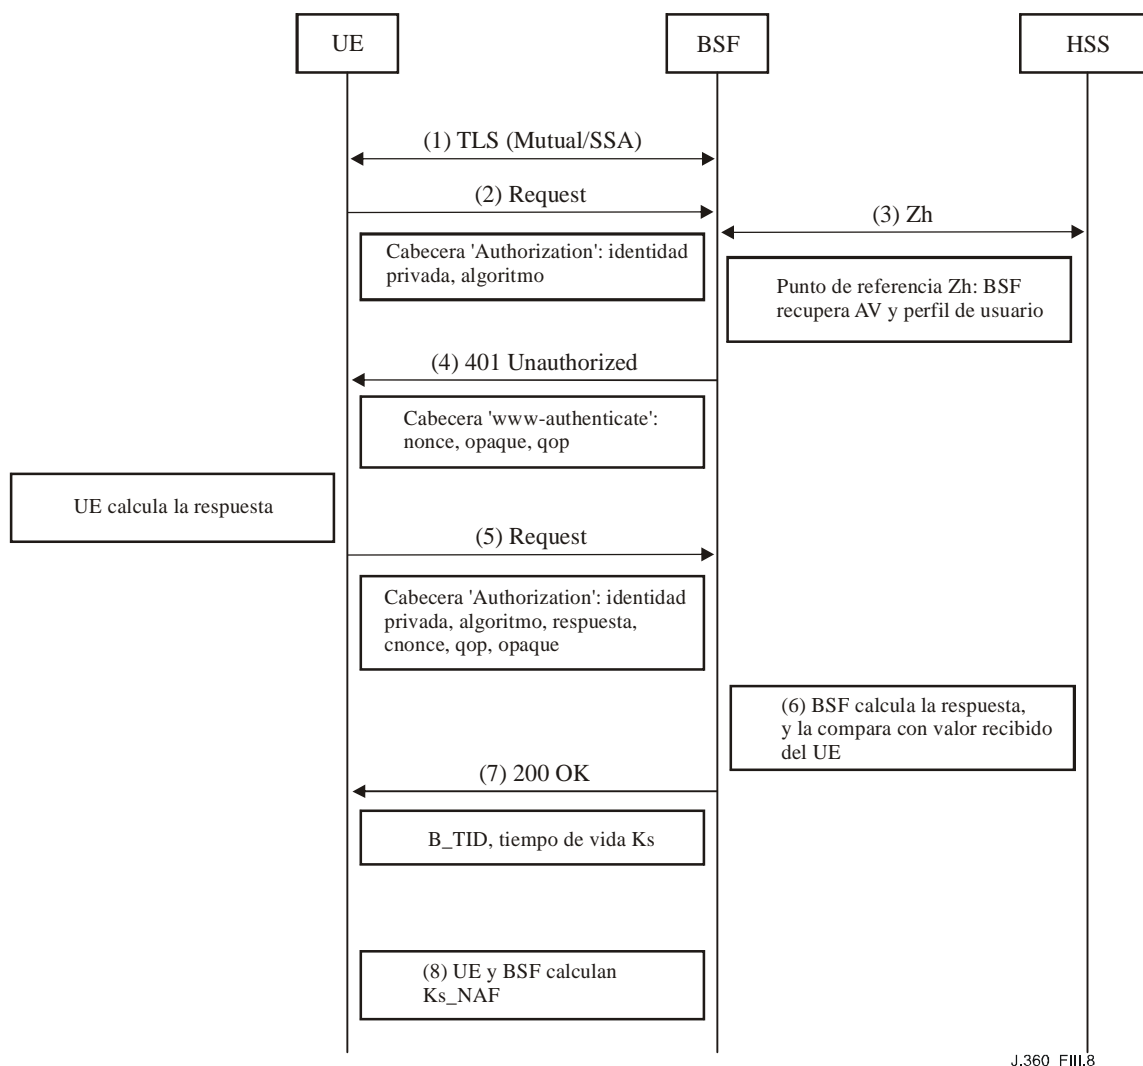 UE
BSF
HSS
(1) TLS (Mutual/SSA)
(2) Request
(3) Zh
Cabecera 'Authorization': identidad
privada, algoritmo
Punto de referencia Zh: BSF
recupera AV y perfil de usuario
(4) 401 Unauthorized
Cabecera 'www-authenticate':
nonce, opaque, qop
UE calcula la respuesta
(5) Request
Cabecera 'Authorization': identidad
privada, algoritmo, respuesta,
cnonce, qop, opaque
(6) BSF calcula la respuesta,
y la compara con valor recibido
del UE
(7) 200 OK
B_TID, tiempo de vida Ks
(8) UE y BSF calculan
Ks_NAF
J.360_FIII.8